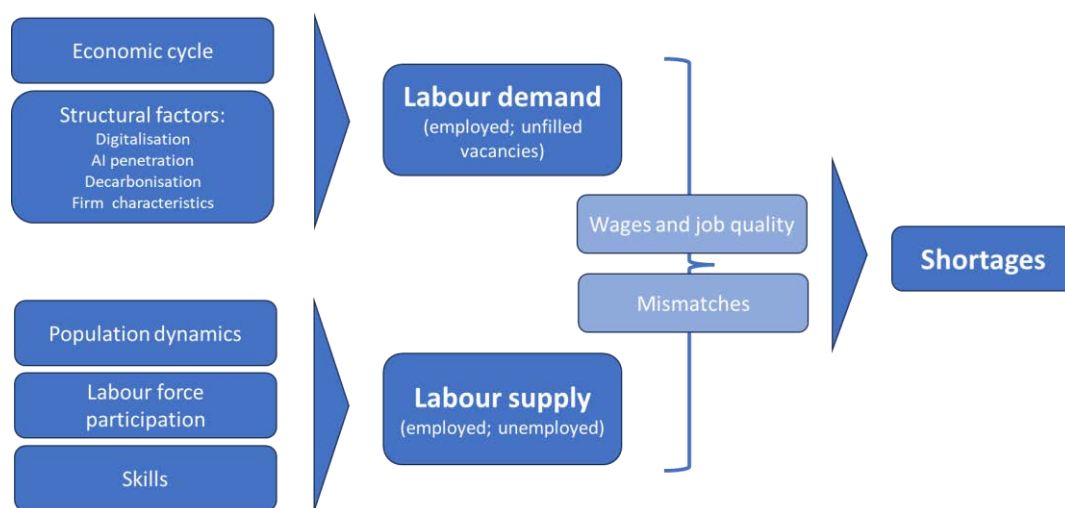 Economic cycle
Structural factors:
Digitalisation
AI penetration
Decarbonisation
Firm characteristics
Labour demand
(employed; unfilled
vacancies)
Population dynamics
Labour force
participation
Skills
Labour supply
(employed; unemployed)
Wages and job quality
Mismatches
Shortages